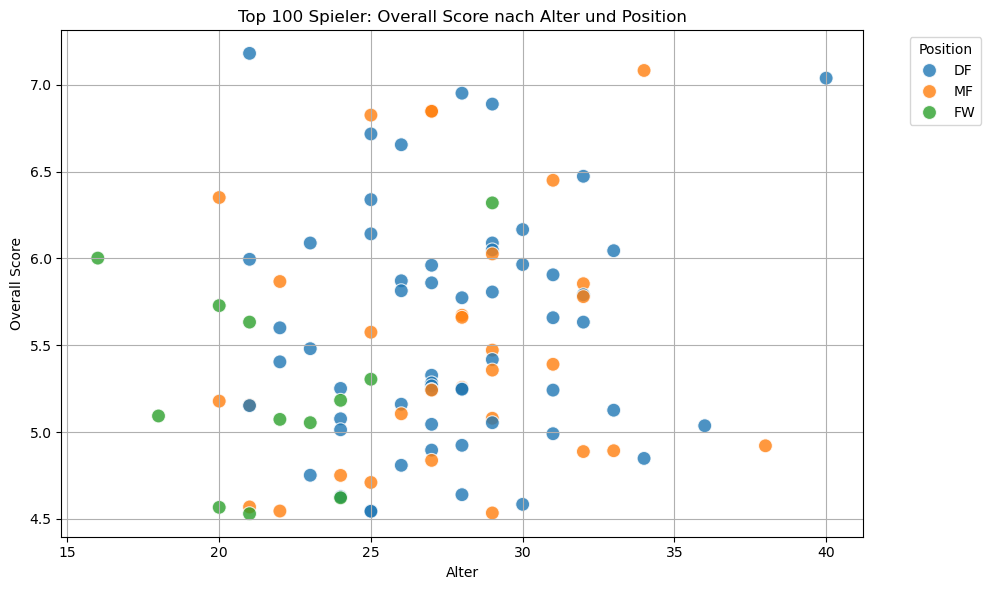 Top 100 Spieler: Overall Score nach Alter und Position
Overall Score
7.0
6.5
6.0
5.5
5.0
4.5
15 20 25 30 35 40
Alter
Position
DF
MF
FW